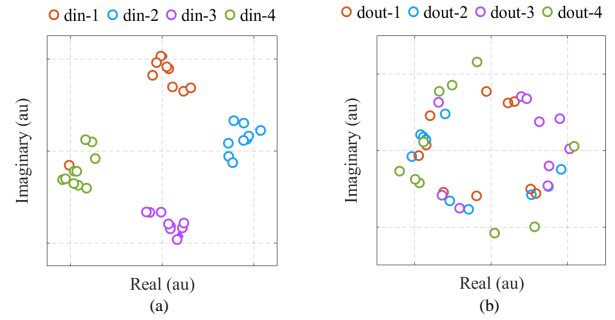 din-1 din-2 din-3 din-4
Imaginary (au)
Real (au)
(a)
dout-1 dout-2 dout-3 dout-4
Imaginary (au)
Real (au)
(b)